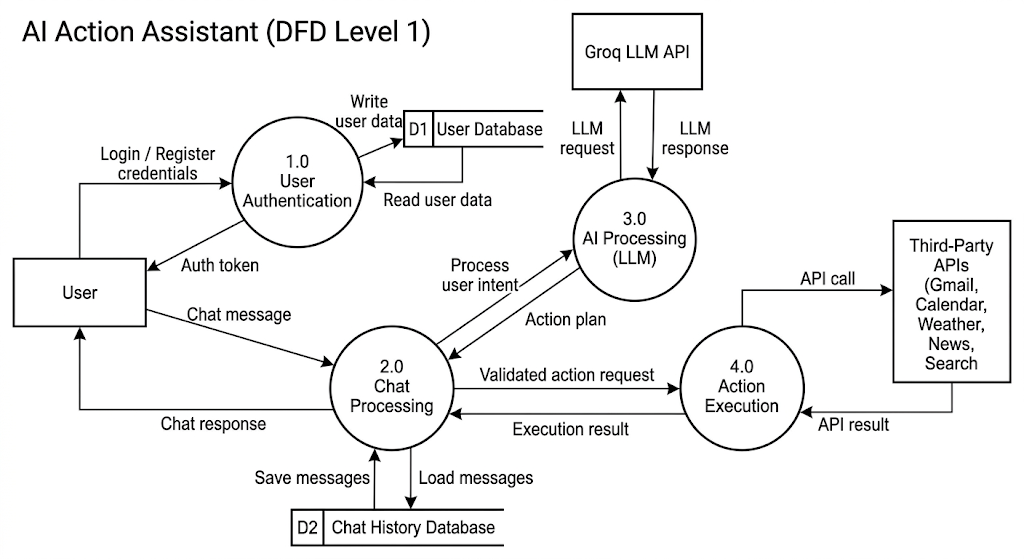 AI Action Assistant (DFD Level 1)
Groq LLM API
Write
user data
D1 User Database
LLM
request
LLM
response
Login / Register
credentials
1.0
User
Authentication
Read user data
3.0
AI Processing
(LLM)
Third-Party
APIs
(Gmail,
Calendar,
Weather,
News,
Search
Auth token
User
Process
user intent
API call
Chat message
Action plan
2.0
Chat
Processing
Validated action request
4.0
Action
Execution
Chat response
Execution result
API result
Save messages
Load messages
D2 Chat History Database